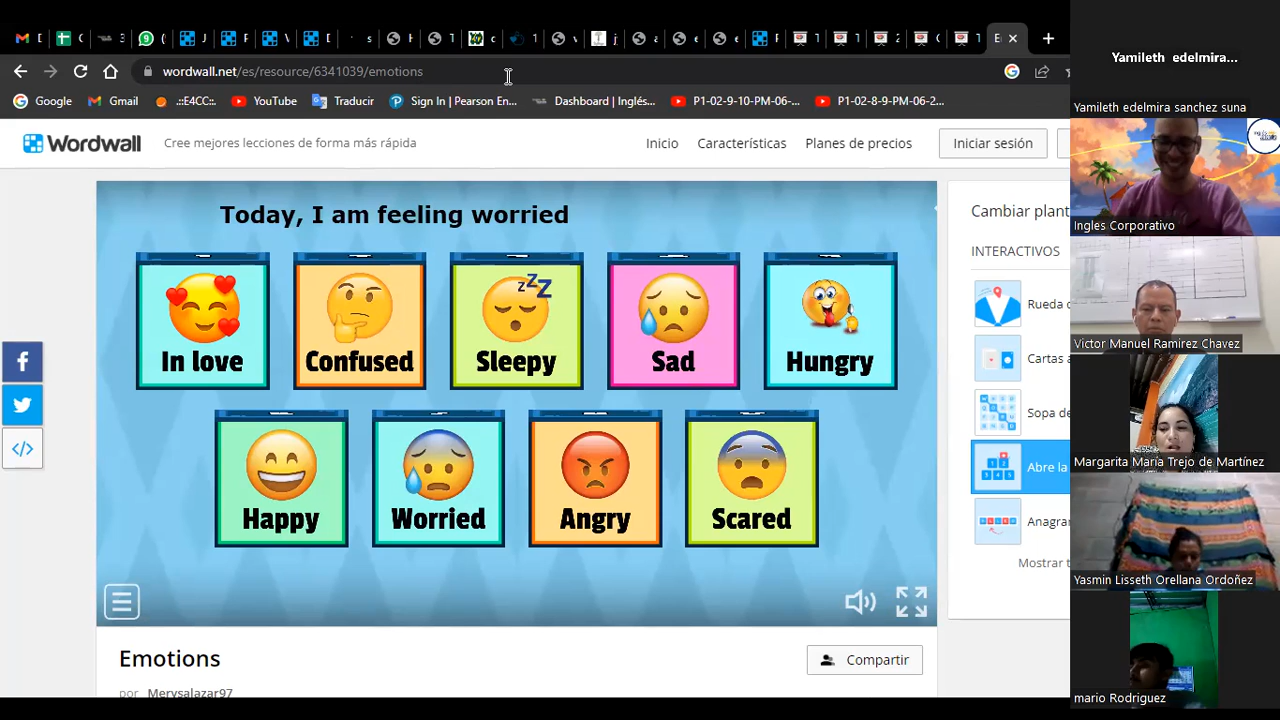 wordwall.net/es/resource/6341039/emotions
Google
Gmail
.::E4CC:.
YouTube
Traducir
Sign In | Pearson En...
Dashboard | Inglés...
P1-02-9-10-PM-06-...
P1-02-8-9-PM-06-2...
Wordwall
Cree mejores lecciones de forma más rápida
Inicio
Características
Planes de precios
Iniciar sesión
Today, I am feeling worried
In love
Confused
Sleepy
Sad
Hungry
Happy
Worried
Angry
Scared
Emotions
Compartir
por Merysalazar97
Cambiar plant
INTERACTIVOS
Rueda d
Cartas a
Sopa de
Abre la
Anagra
Mostrar t
Yamileth edelmira...
Yamileth edelmira sanchez suna
Ingles Corporativo
Victor Manuel Ramirez Chavez
Margarita Maria Trejo de Martínez
Yasmin Lisseth Orellana Ordoñez
mario Rodriguez